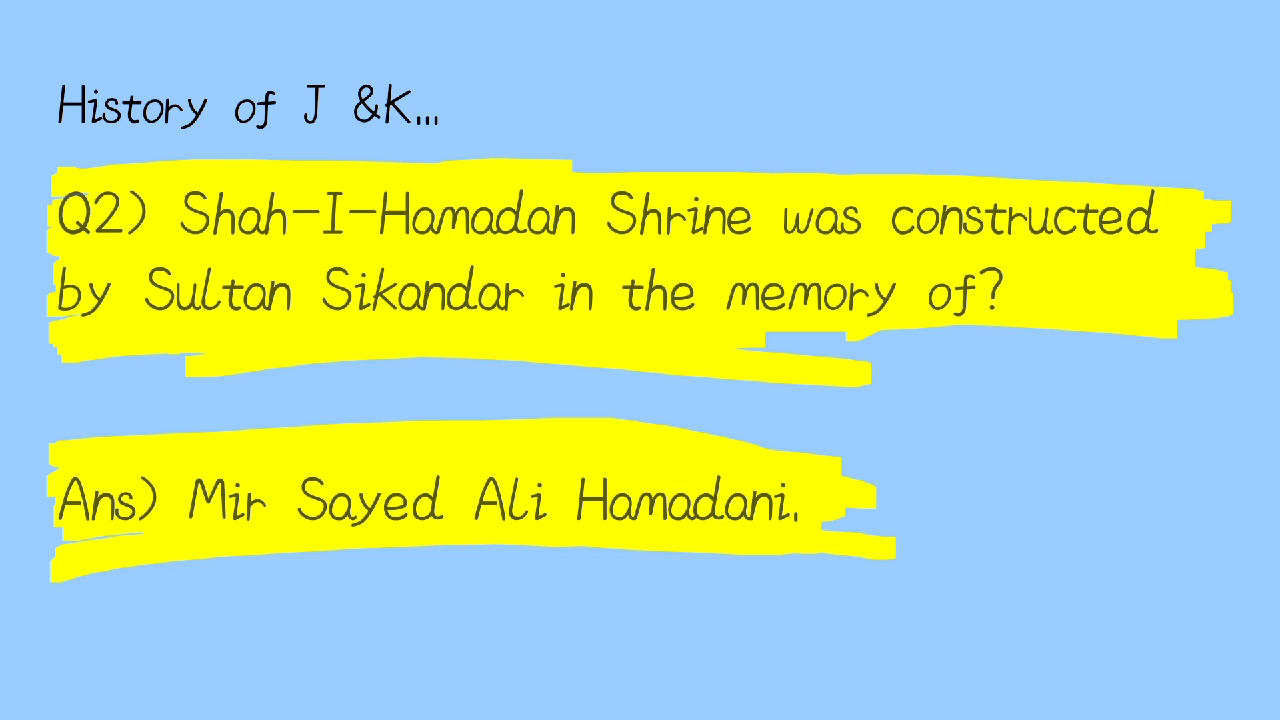 History of J &K...
Q2) Shah-I-Hamadan Shrine was constructed
by Sultan Sikandar in the memory of?
Ans) Mir Sayed Ali Hamadani.